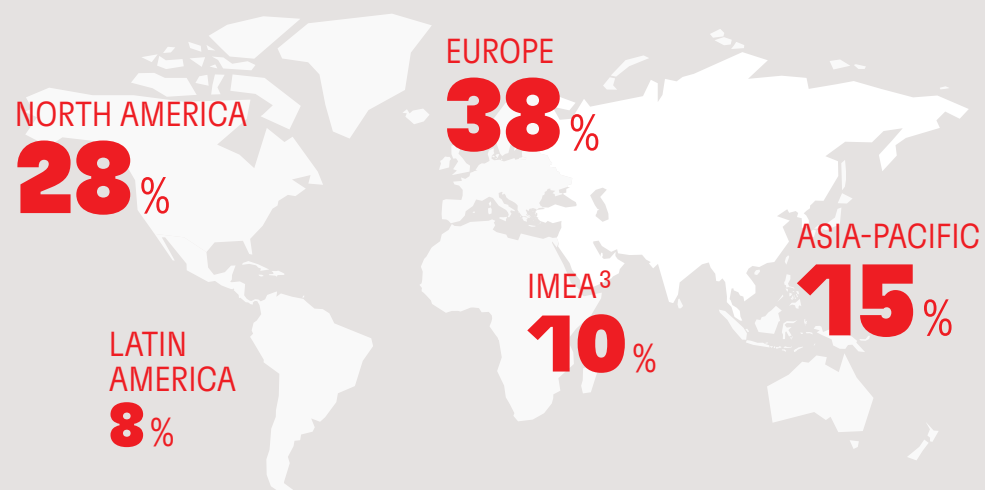 EUROPE
38%
NORTH AMERICA
28%
ASIA-PACIFIC
15%
IMEA³
10%
LATIN
AMERICA
8%